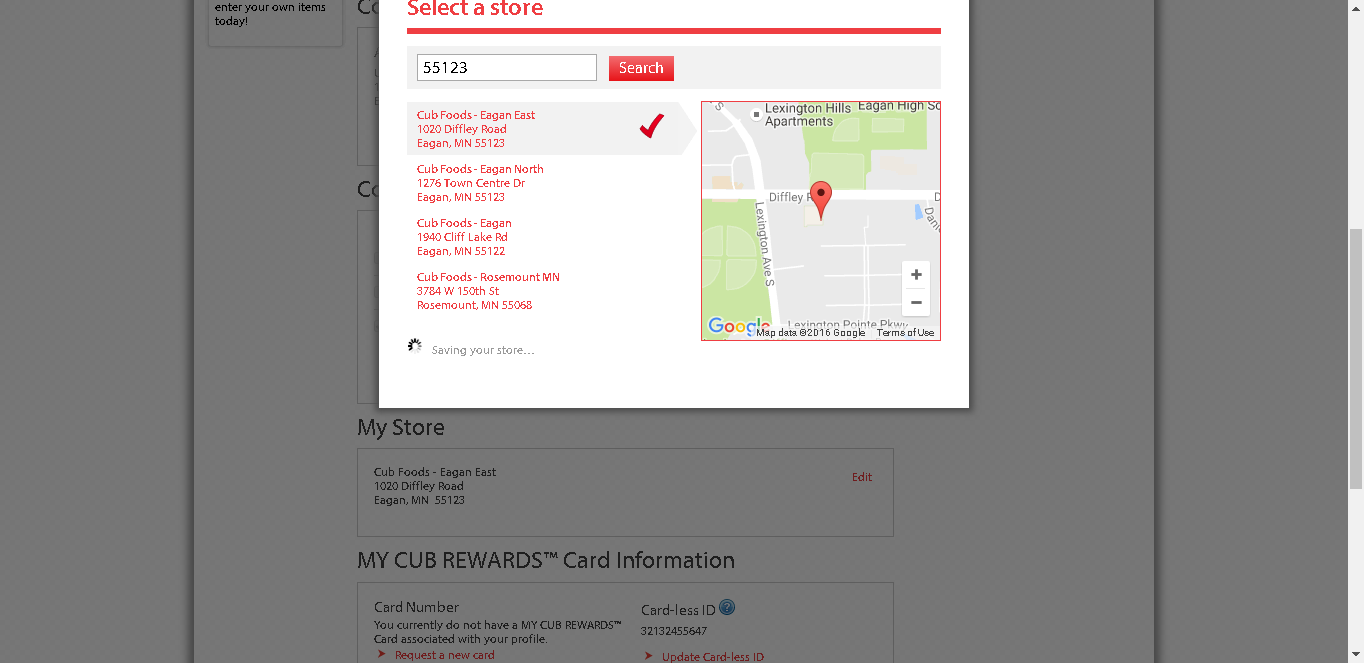 enter your own items
today!
Select a store
55123
Search
Cub Foods - Eagan East
1020 Diffley Road
Eagan, MN 55123
Cub Foods - Eagan North
1276 Town Centre Dr
Eagan, MN 55123
Cub Foods - Eagan
1940 Cliff Lake Rd
Eagan, MN 55122
Cub Foods - Rosemount MN
3784 W 150th St
Rosemount, MN 55068
Saving your store...
Lexington Hills
Apartments
Eagan High Sc
Diffley R
D
Lexington Ave S
Dani
Lexington Pointe Pkwy
Google
Map data ©2016 Google
Terms of Use
+
−
My Store
Cub Foods - Eagan East
1020 Diffley Road
Eagan, MN 55123
Edit
MY CUB REWARDS™ Card Information
Card Number
You currently do not have a MY CUB REWARDS™
Card associated with your profile.
Request a new card
Card-less ID ?
32132455647
Update Card-less ID